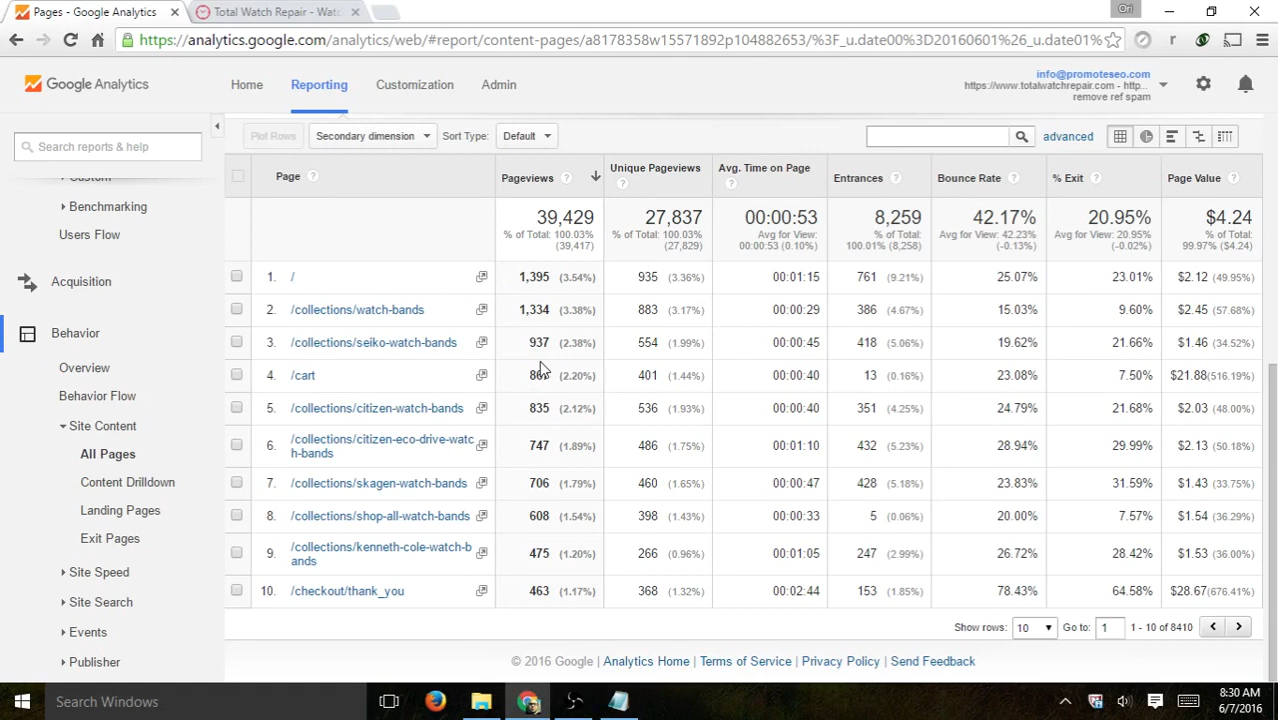 Pages - Google Analytics
Total Watch Repair - Watc
Ori
https://analytics.google.com/analytics/web/#report/content-pages/a8178358w15571892p104882653/%3F_u.date00%3D20160601%26_u.date01%
r
Google Analytics
Home
Reporting
Customization
Admin
info@promoteseo.com
https://www.totalwatchrepair.com - http...
remove ref spam
Search reports & help
Custom
Benchmarking
Users Flow
Acquisition
Behavior
Overview
Behavior Flow
Site Content
All Pages
Content Drilldown
Landing Pages
Exit Pages
Site Speed
Site Search
Events
Publisher
Plot Rows
Secondary dimension
Sort Type:
Default
advanced
Page
Pageviews
Unique Pageviews
Avg. Time on Page
Entrances
Bounce Rate
% Exit
Page Value
39,429
% of Total: 100.03%
(39,417)
27,837
% of Total: 100.03%
(27,829)
00:00:53
Avg for View:
00:00:53 (0.10%)
8,259
% of Total:
100.01% (8,258)
42.17%
Avg for View: 42.23%
(-0.13%)
20.95%
Avg for View: 20.95%
(-0.02%)
$4.24
% of Total:
99.97% ($4.24)
1. / 1,395 (3.54%) 935 (3.36%) 00:01:15 761 (9.21%) 25.07% 23.01% $2.12 (49.95%)
2. /collections/watch-bands 1,334 (3.38%) 883 (3.17%) 00:00:29 386 (4.67%) 15.03% 9.60% $2.45 (57.68%)
3. /collections/seiko-watch-bands 937 (2.38%) 554 (1.99%) 00:00:45 418 (5.06%) 19.62% 21.66% $1.46 (34.52%)
4. /cart (2.20%) 401 (1.44%) 00:00:40 13 (0.16%) 23.08% 7.50% $21.88(516.19%)
5. /collections/citizen-watch-bands 835 (2.12%) 536 (1.93%) 00:00:40 351 (4.25%) 24.79% 21.68% $2.03 (48.00%)
6. /collections/citizen-eco-drive-watc
h-bands 747 (1.89%) 486 (1.75%) 00:01:10 432 (5.23%) 28.94% 29.99% $2.13 (50.18%)
7. /collections/skagen-watch-bands 706 (1.79%) 460 (1.65%) 00:00:47 428 (5.18%) 23.83% 31.59% $1.43 (33.75%)
8. /collections/shop-all-watch-bands 608 (1.54%) 398 (1.43%) 00:00:33 5 (0.06%) 20.00% 7.57% $1.54 (36.29%)
9. /collections/kenneth-cole-watch-b
ands 475 (1.20%) 266 (0.96%) 00:01:05 247 (2.99%) 26.72% 28.42% $1.53 (36.00%)
10. /checkout/thank_you 463 (1.17%) 368 (1.32%) 00:02:44 153 (1.85%) 78.43% 64.58% $28.67(676.41%)
Show rows: 10 Go to: 1 1 - 10 of 8410
© 2016 Google | Analytics Home | Terms of Service | Privacy Policy | Send Feedback
Search Windows
8:30 AM
6/7/2016